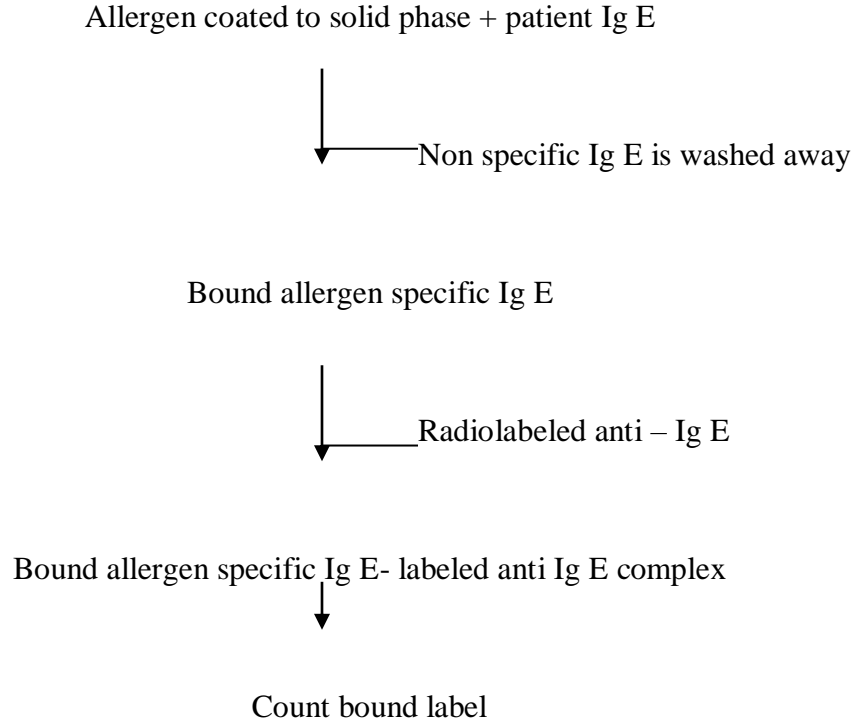 Allergen coated to solid phase + patient Ig E
Non specific Ig E is washed away
Bound allergen specific Ig E
Radiolabeled anti – Ig E
Bound allergen specific Ig E- labeled anti Ig E complex
Count bound label